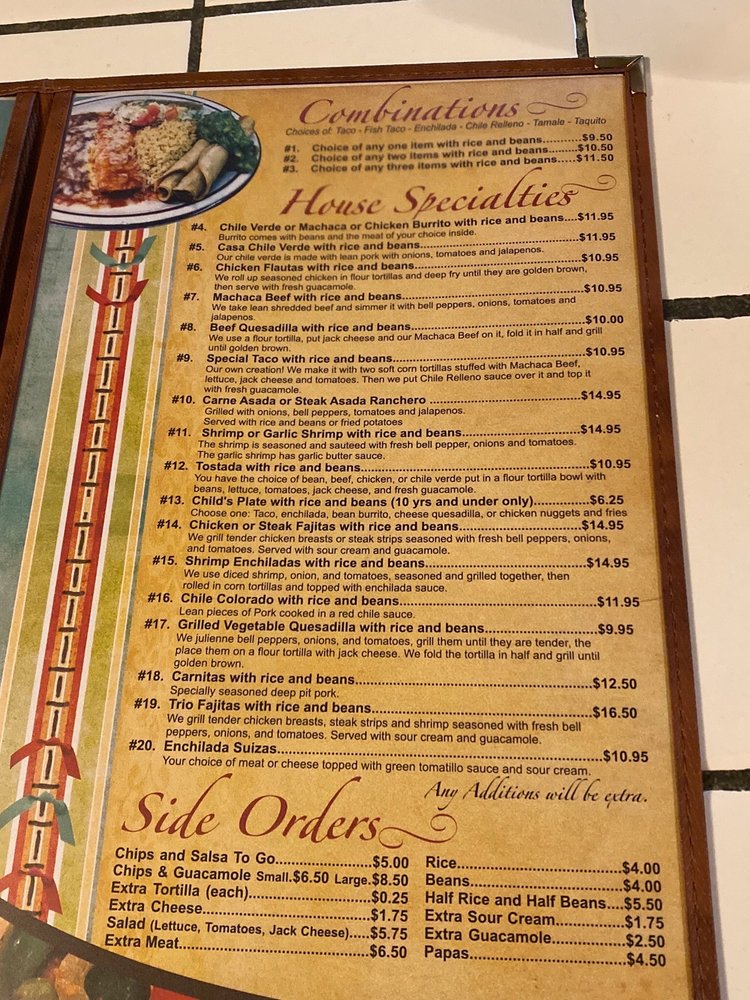 Combinations
Choices of: Taco - Fish Taco - Enchilada - Chile Relleno - Tamale - Taquito
#1. Choice of any one item with rice and beans..........$9.50
#2. Choice of any two items with rice and beans.........$10.50
#3. Choice of any three items with rice and beans.....$11.50
House Specialties
#4. Chile Verde or Machaca or Chicken Burrito with rice and beans....$11.95
Burrito comes with beans and the meat of your choice inside.
#5. Casa Chile Verde with rice and beans.......................................$11.95
Our chile verde is made with lean pork with onions, tomatoes and jalapenos.
#6. Chicken Flautas with rice and beans..........................................$10.95
We roll up seasoned chicken in flour tortillas and deep fry until they are golden brown,
then serve with fresh guacamole.
#7. Machaca Beef with rice and beans.............................................$10.95
We take lean shredded beef and simmer it with bell peppers, onions, tomatoes and
jalapenos.
#8. Beef Quesadilla with rice and beans...........................................$10.00
We use a flour tortilla, put jack cheese and our Machaca Beef on it, fold it in half and grill
until golden brown.
#9. Special Taco with rice and beans................................................$10.95
Our own creation! We make it with two soft corn tortillas stuffed with Machaca Beef,
lettuce, jack cheese and tomatoes. Then we put Chile Relleno sauce over it and top it
with fresh guacamole.
#10. Carne Asada or Steak Asada Ranchero ......................................$14.95
Grilled with onions, bell peppers, tomatoes and jalapenos.
Served with rice and beans or fried potatoes
#11. Shrimp or Garlic Shrimp with rice and beans.............................$14.95
The shrimp is seasoned and sauteed with fresh bell pepper, onions and tomatoes.
The garlic shrimp has garlic butter sauce.
#12. Tostada with rice and beans.......................................................$10.95
You have the choice of bean, beef, chicken, or chile verde put in a flour tortilla bowl with
beans, lettuce, tomatoes, jack cheese, and fresh guacamole.
#13. Child's Plate with rice and beans (10 yrs and under only)..............$6.25
Choose one: Taco, enchilada, bean burrito, cheese quesadilla, or chicken nuggets and fries
#14. Chicken or Steak Fajitas with rice and beans..............................$14.95
We grill tender chicken breasts or steak strips seasoned with fresh bell peppers, onions,
and tomatoes. Served with sour cream and guacamole.
#15. Shrimp Enchiladas with rice and beans.......................................$14.95
We use diced shrimp, onion, and tomatoes, seasoned and grilled together, then
rolled in corn tortillas and topped with enchilada sauce.
#16. Chile Colorado with rice and beans.............................................$11.95
Lean pieces of Pork cooked in a red chile sauce.
#17. Grilled Vegetable Quesadilla with rice and beans.........................$9.95
We julienne bell peppers, onions, and tomatoes, grill them until they are tender, the
place them on a flour tortilla with jack cheese. We fold the tortilla in half and grill until
golden brown.
#18. Carnitas with rice and beans.......................................................$12.50
Specially seasoned deep pit pork.
#19. Trio Fajitas with rice and beans...................................................$16.50
We grill tender chicken breasts, steak strips and shrimp seasoned with fresh bell
peppers, onions, and tomatoes. Served with sour cream and guacamole.
#20. Enchilada Suizas.........................................................................$10.95
Your choice of meat or cheese topped with green tomatillo sauce and sour cream.
Any Additions will be extra.
Side Orders
Chips and Salsa To Go.....................$5.00
Chips & Guacamole Small.$6.50 Large.$8.50
Extra Tortilla (each)...........................$0.25
Extra Cheese.....................................$1.75
Salad (Lettuce, Tomatoes, Jack Cheese).....$5.75
Extra Meat..........................................$6.50
Rice....................................$4.00
Beans..................................$4.00
Half Rice and Half Beans....$5.50
Extra Sour Cream...............$1.75
Extra Guacamole................$2.50
Papas..................................$4.50